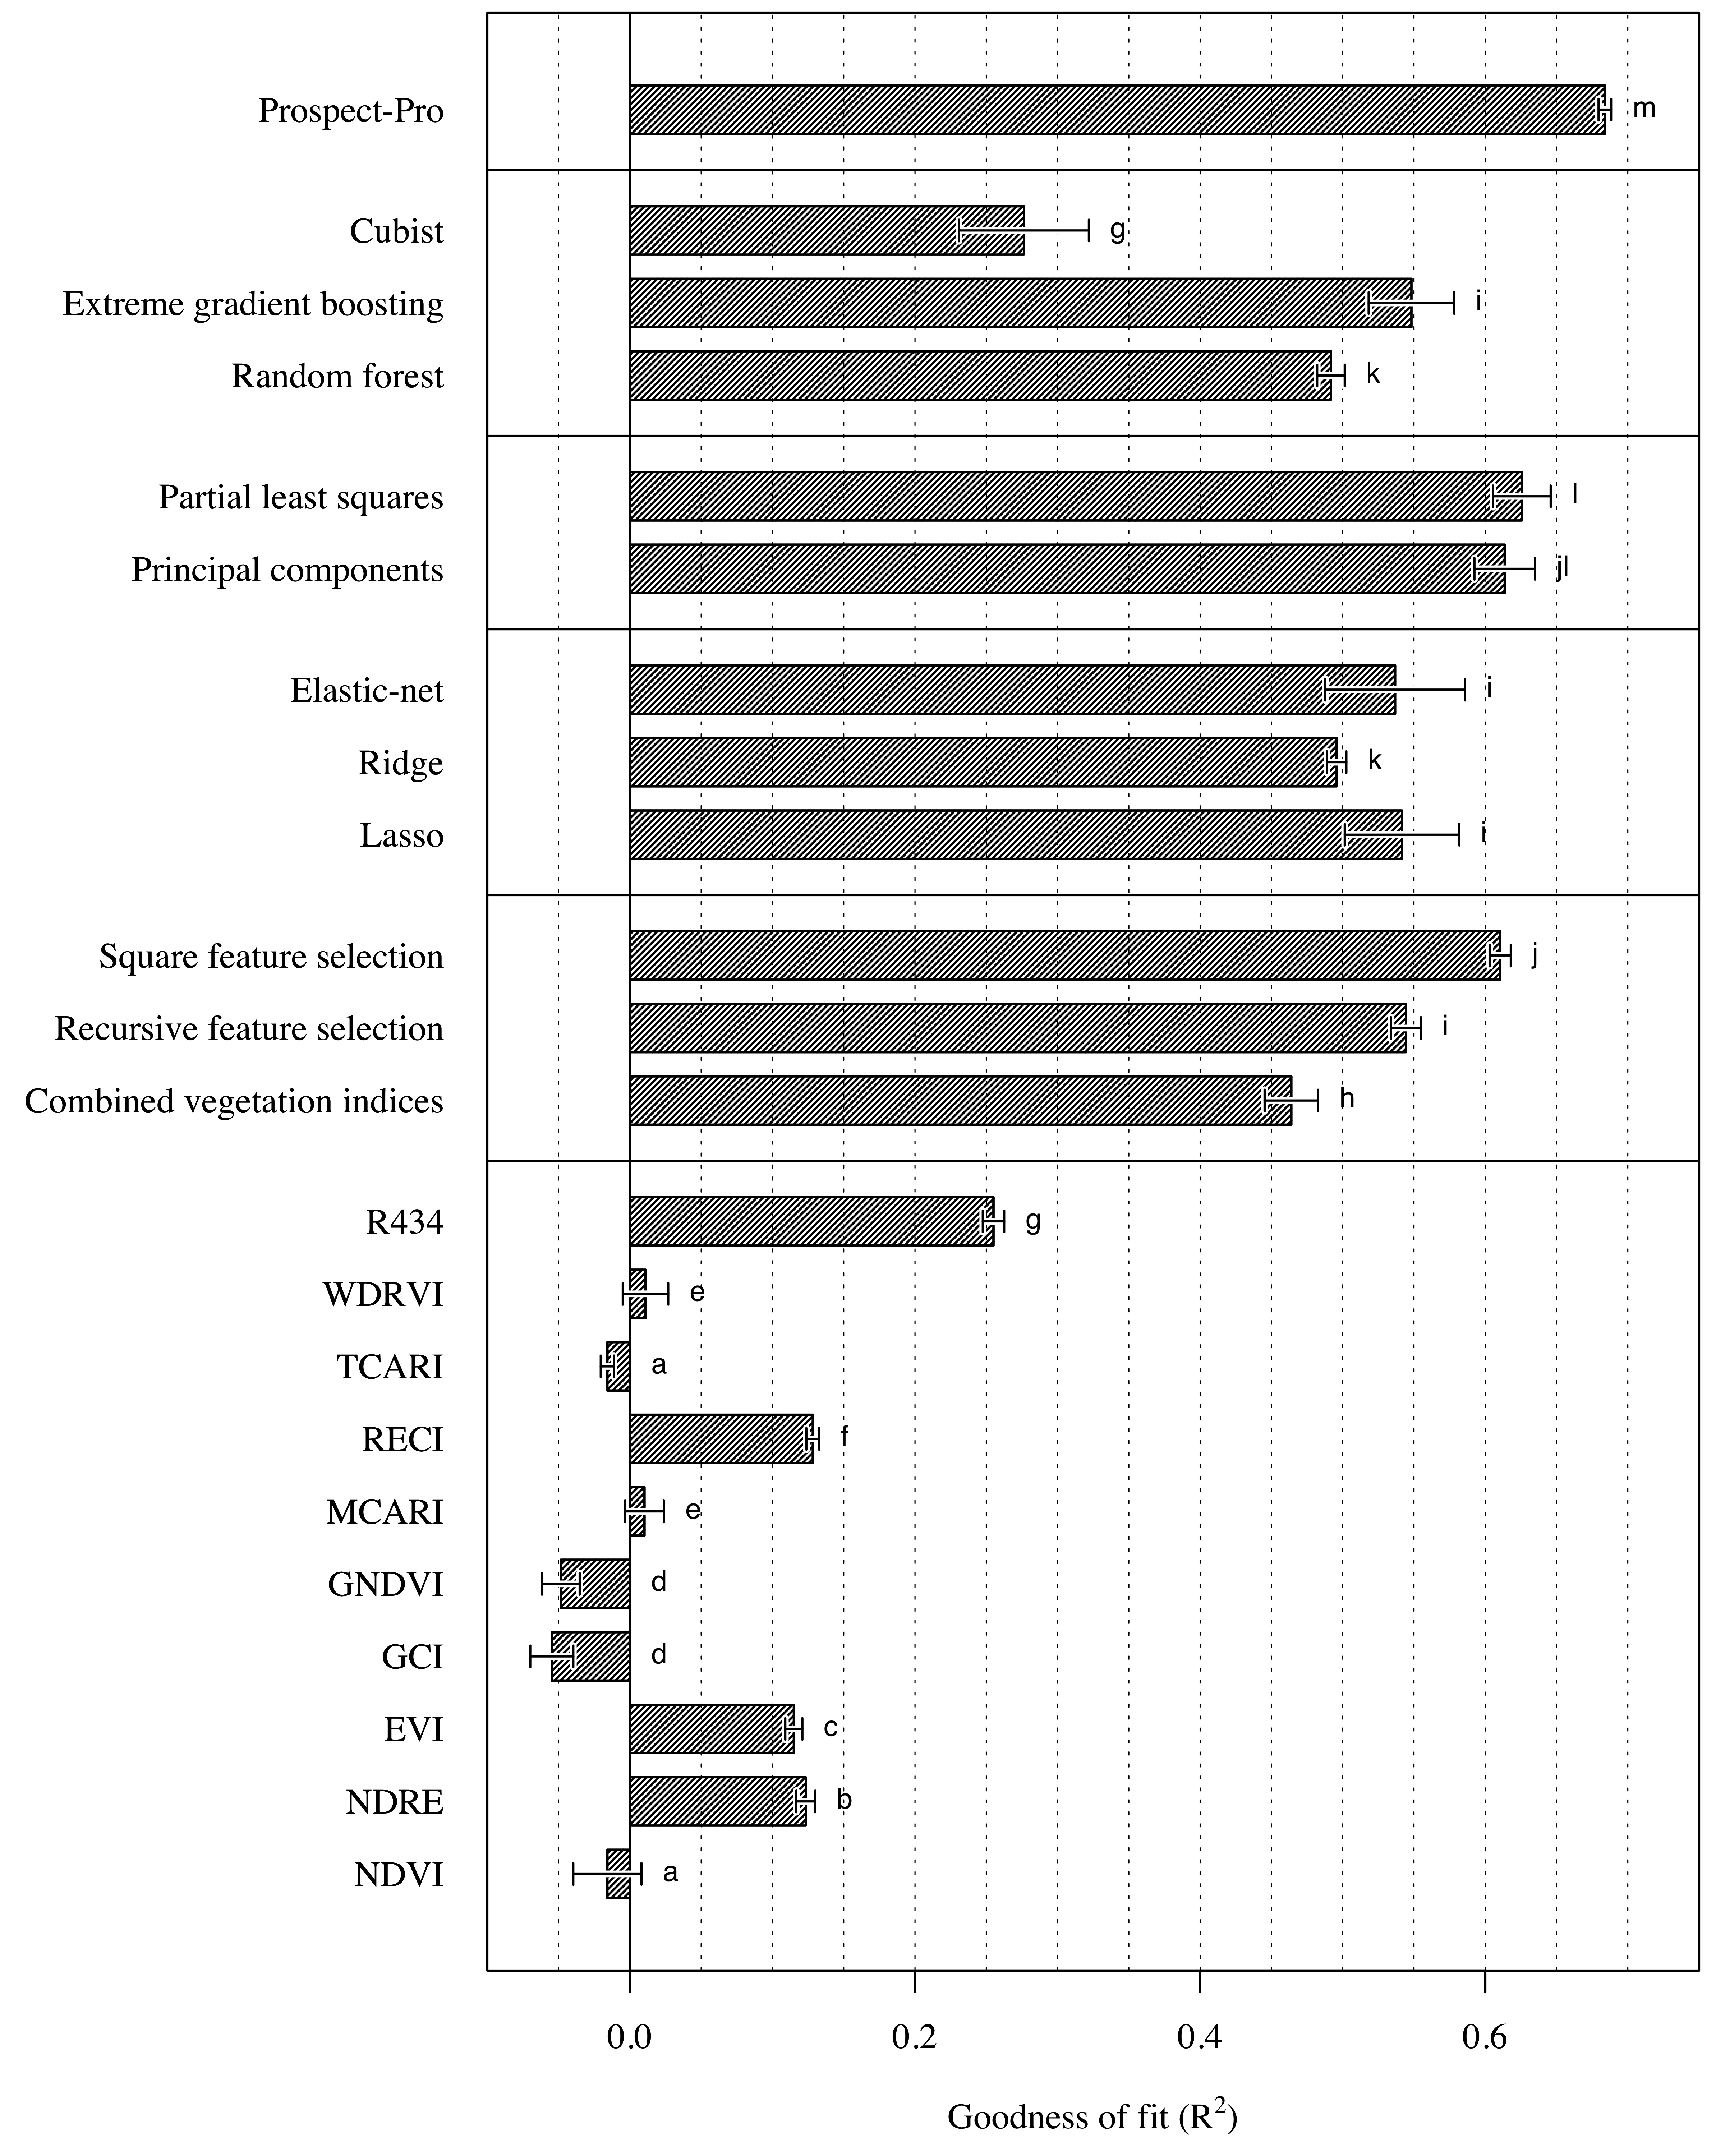 Prospect-Pro m
Cubist g
Extreme gradient boosting i
Random forest k
Partial least squares l
Principal components jl
Elastic-net i
Ridge k
Lasso i
Square feature selection j
Recursive feature selection i
Combined vegetation indices h
R434 g
WDRVI e
TCARI a
RECI f
MCARI e
GNDVI d
GCI d
EVI c
NDRE b
NDVI a
0.0 0.2 0.4 0.6
Goodness of fit (R²)